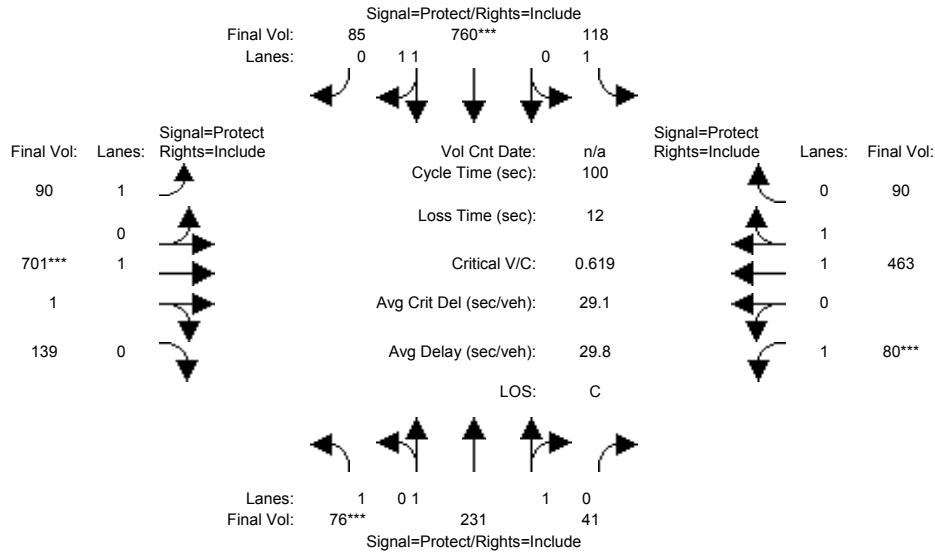 Signal=Protect/Rights=Include
Final Vol: 85 760*** 118
Lanes: 0 1 1 0 1
Signal=Protect
Final Vol: Lanes: Rights=Include
Vol Cnt Date: n/a
Signal=Protect
Rights=Include Lanes: Final Vol:
Cycle Time (sec): 100
90 1
0 90
Loss Time (sec): 12
0
1
701*** 1
Critical V/C: 0.619
1 463
1
Avg Crit Del (sec/veh): 29.1
0
139 0
Avg Delay (sec/veh): 29.8
1 80***
LOS: C
Lanes: 1 0 1 1 0
Final Vol: 76*** 231 41
Signal=Protect/Rights=Include